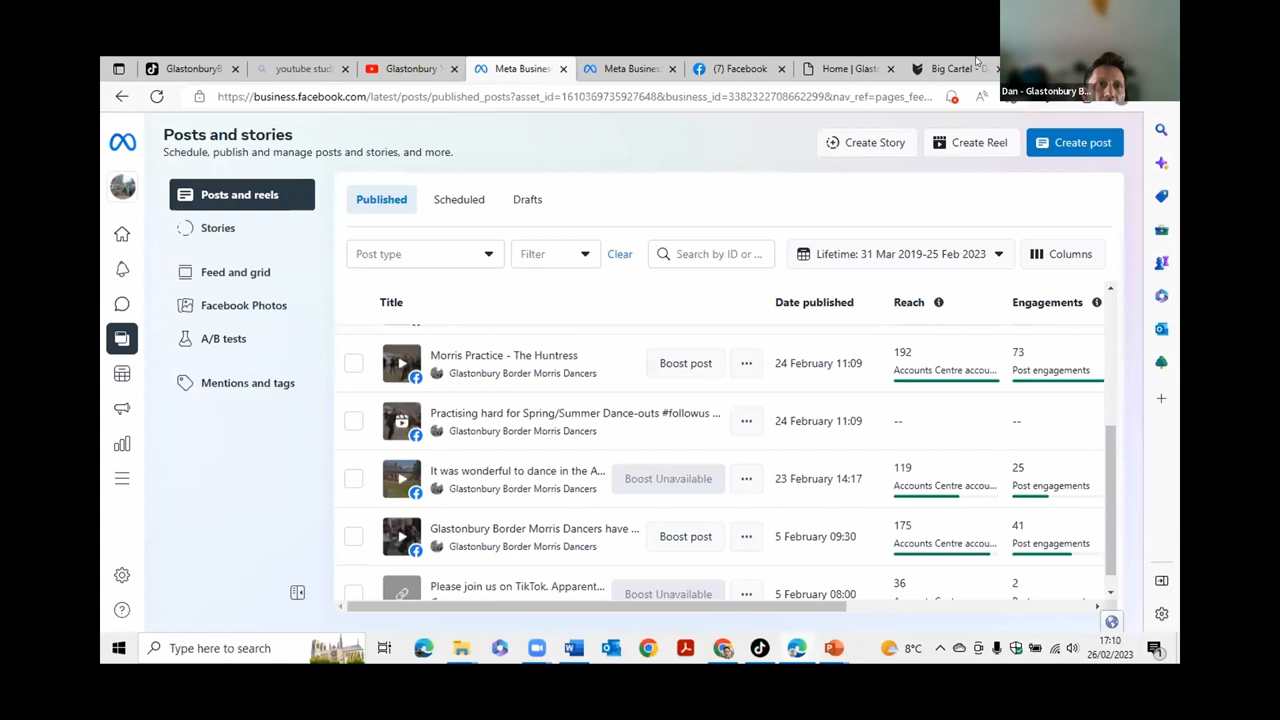 GlastonburyB
youtube studi
Glastonbury
Meta Busines
Meta Busines
(7) Facebook
Home | Glasto
Big Cartel -
Dan - Glastonbury B...
https://business.facebook.com/latest/posts/published_posts?asset_id=1610369735927648&business_id=3382322708662299&nav_ref=pages_fee...
Posts and stories
Schedule, publish and manage posts and stories, and more.
Create Story
Create Reel
Create post
Posts and reels
Stories
Feed and grid
Facebook Photos
A/B tests
Mentions and tags
Published
Scheduled
Drafts
Post type
Filter
Clear
Search by ID or ...
Lifetime: 31 Mar 2019-25 Feb 2023
Columns
Title
Date published
Reach
Engagements
Morris Practice - The Huntress
Glastonbury Border Morris Dancers
Boost post
24 February 11:09
192
Accounts Centre accou...
73
Post engagements
Practising hard for Spring/Summer Dance-outs #followus ...
Glastonbury Border Morris Dancers
24 February 11:09
--
--
It was wonderful to dance in the A...
Glastonbury Border Morris Dancers
Boost Unavailable
23 February 14:17
119
Accounts Centre accou...
25
Post engagements
Glastonbury Border Morris Dancers have ...
Glastonbury Border Morris Dancers
Boost post
5 February 09:30
175
Accounts Centre accou...
41
Post engagements
Please join us on TikTok. Apparent...
Boost Unavailable
5 February 08:00
36
2
Type here to search
8°C
17:10
26/02/2023